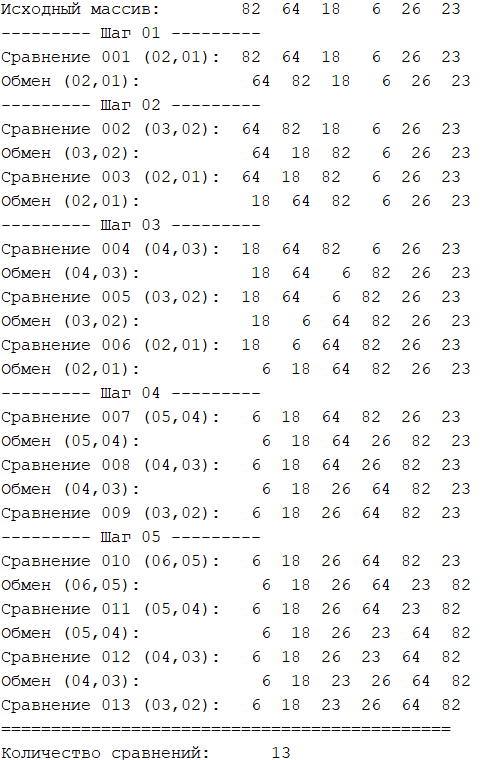 Исходный массив:        82  64  18   6  26  23
--------- Шаг 01 ---------
Сравнение 001 (02,01):  82  64  18   6  26  23
Обмен (02,01):           64  82  18   6  26  23
--------- Шаг 02 ---------
Сравнение 002 (03,02):  64  82  18   6  26  23
Обмен (03,02):           64  18  82   6  26  23
Сравнение 003 (02,01):  64  18  82   6  26  23
Обмен (02,01):           18  64  82   6  26  23
--------- Шаг 03 ---------
Сравнение 004 (04,03):  18  64  82   6  26  23
Обмен (04,03):           18  64   6  82  26  23
Сравнение 005 (03,02):  18  64   6  82  26  23
Обмен (03,02):           18   6  64  82  26  23
Сравнение 006 (02,01):  18   6  64  82  26  23
Обмен (02,01):            6  18  64  82  26  23
--------- Шаг 04 ---------
Сравнение 007 (05,04):   6  18  64  82  26  23
Обмен (05,04):            6  18  64  26  82  23
Сравнение 008 (04,03):   6  18  64  26  82  23
Обмен (04,03):            6  18  26  64  82  23
Сравнение 009 (03,02):   6  18  26  64  82  23
--------- Шаг 05 ---------
Сравнение 010 (06,05):   6  18  26  64  82  23
Обмен (06,05):            6  18  26  64  23  82
Сравнение 011 (05,04):   6  18  26  64  23  82
Обмен (05,04):            6  18  26  23  64  82
Сравнение 012 (04,03):   6  18  26  23  64  82
Обмен (04,03):            6  18  23  26  64  82
Сравнение 013 (03,02):   6  18  23  26  64  82
=============================================
Количество сравнений:      13